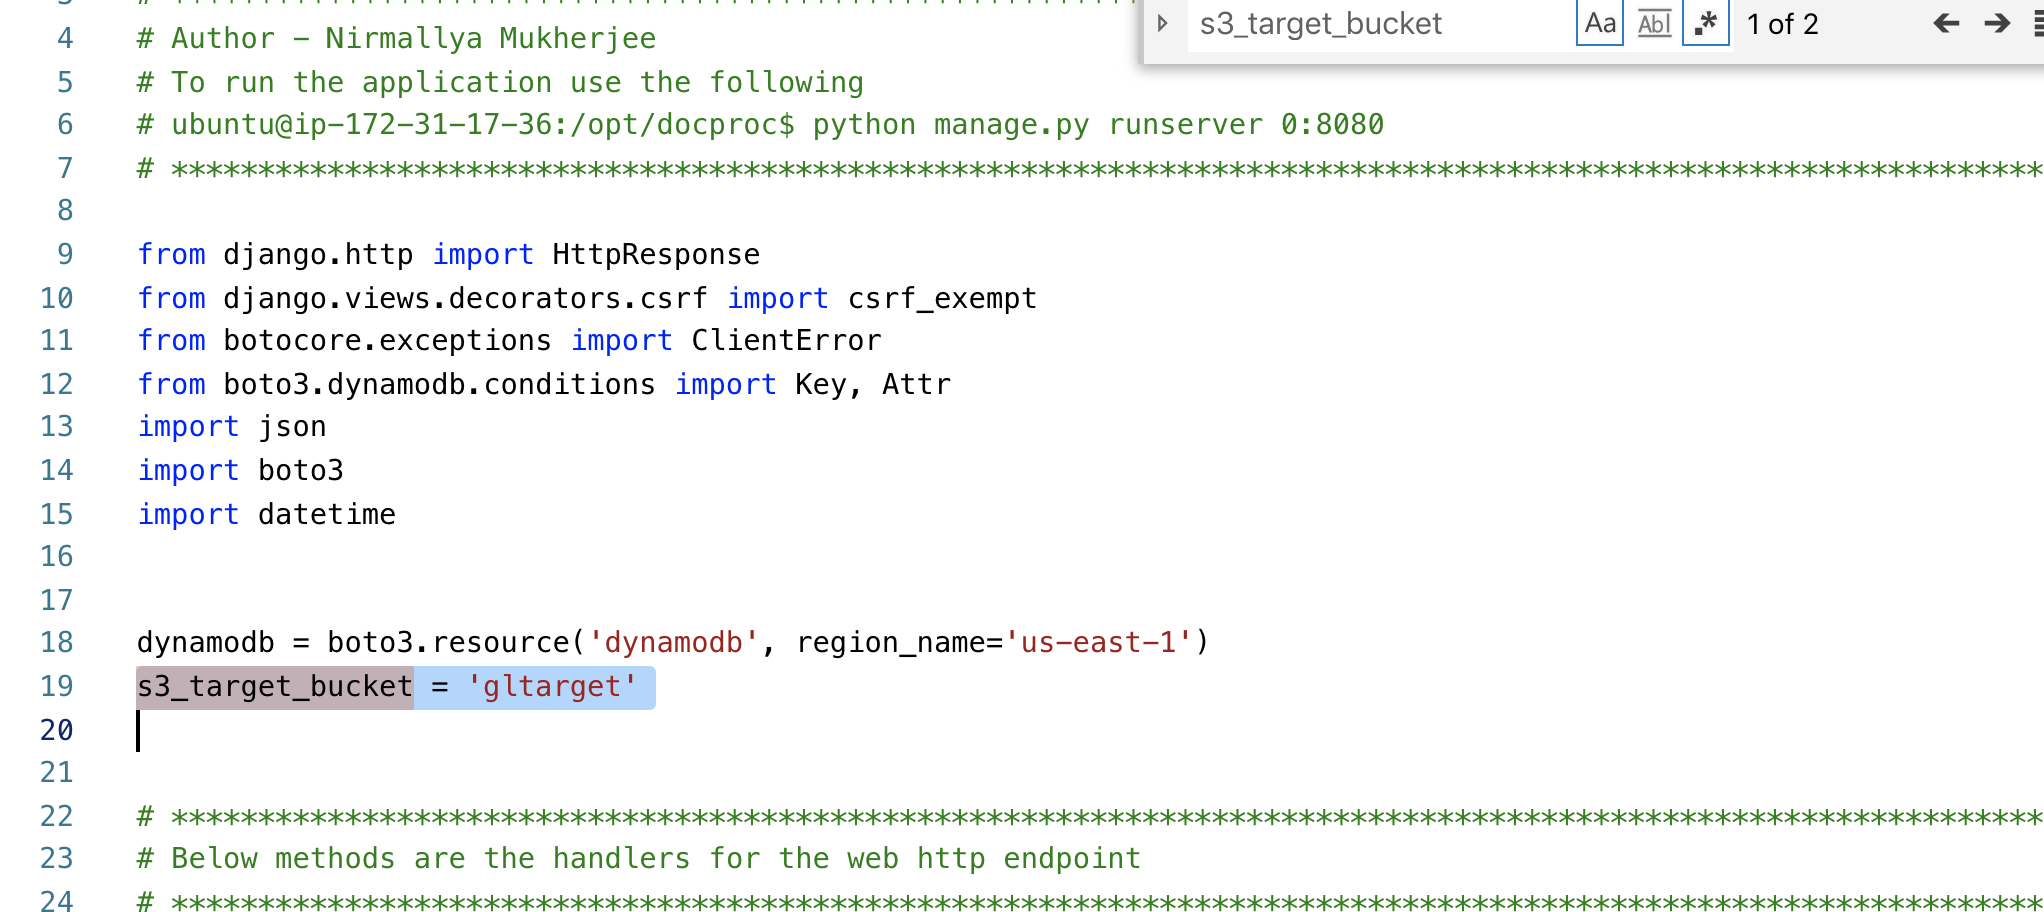 s3_target_bucket Aa Abl .* 1 of 2
4 # Author - Nirmallya Mukherjee
5 # To run the application use the following
6 # ubuntu@ip-172-31-17-36:/opt/docproc$ python manage.py runserver 0:8080
7 # *************************************************************************************************************
8
9 from django.http import HttpResponse
10 from django.views.decorators.csrf import csrf_exempt
11 from botocore.exceptions import ClientError
12 from boto3.dynamodb.conditions import Key, Attr
13 import json
14 import boto3
15 import datetime
16
17
18 dynamodb = boto3.resource('dynamodb', region_name='us-east-1')
19 s3_target_bucket = 'gltarget'
20
21
22 # *************************************************************************************************************
23 # Below methods are the handlers for the web http endpoint
24 # *************************************************************************************************************